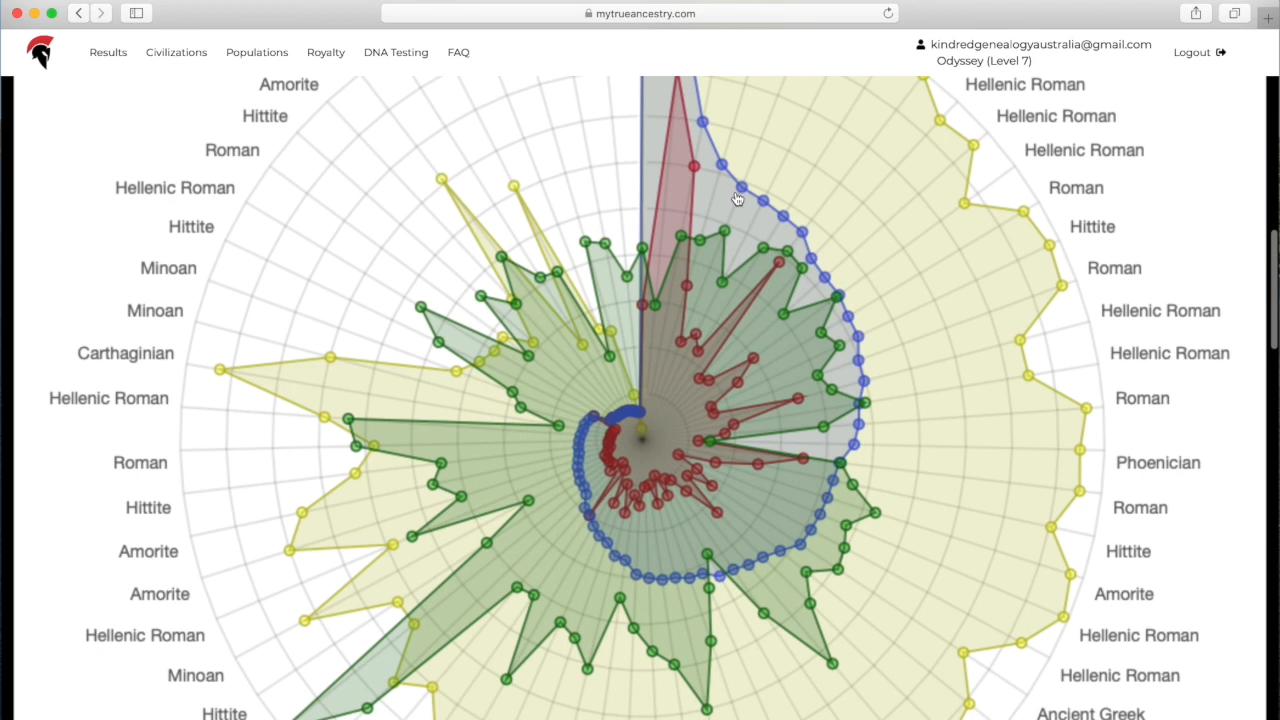 mytrueancestry.com
Results Civilizations Populations Royalty DNA Testing FAQ
kindredgenealogyaustralia@gmail.com
Odyssey (Level 7)
Logout
Amorite
Hittite
Roman
Hellenic Roman
Hittite
Minoan
Minoan
Carthaginian
Hellenic Roman
Roman
Hittite
Amorite
Amorite
Hellenic Roman
Minoan
Hittite
Hellenic Roman
Hellenic Roman
Hellenic Roman
Roman
Hittite
Roman
Hellenic Roman
Hellenic Roman
Roman
Phoenician
Roman
Hittite
Amorite
Hellenic Roman
Hellenic Roman
Ancient Greek